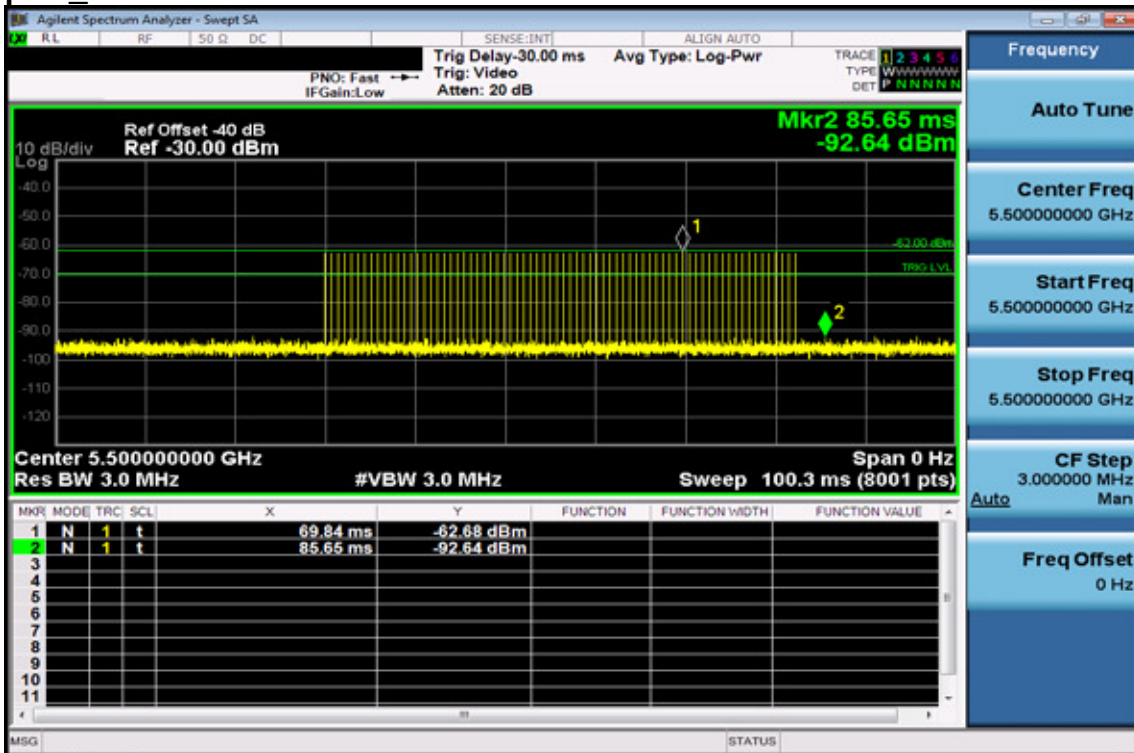 Agilent Spectrum Analyzer - Swept SA
RL RF 50 Ω DC SENSE:INT ALIGN AUTO
Trig Delay-30.00 ms Avg Type: Log-Pwr TRACE 1 2 3 4 5 6
PNO: Fast Trig: Video TYPE WWWWWW
IFGain:Low Atten: 20 dB DET P N N N N N
Mkr2 85.65 ms
Ref Offset -40 dB
10 dB/div Ref -30.00 dBm -92.64 dBm
Log
-40.0
1
-50.0
-60.0 -62.00 dBm
-70.0 TRIG LVL
-80.0
2
-90.0
-100
-110
-120
Center 5.500000000 GHz Span 0 Hz
Res BW 3.0 MHz #VBW 3.0 MHz Sweep 100.3 ms (8001 pts)
MKR MODE TRC SCL X Y FUNCTION FUNCTION WIDTH FUNCTION VALUE
1 N 1 t 69.84 ms -62.68 dBm
2 N 1 t 85.65 ms -92.64 dBm
3
4
5
6
7
8
9
10
11
MSG STATUS
Frequency
Auto Tune
Center Freq
5.500000000 GHz
Start Freq
5.500000000 GHz
Stop Freq
5.500000000 GHz
CF Step
3.000000 MHz
Auto Man
Freq Offset
0 Hz